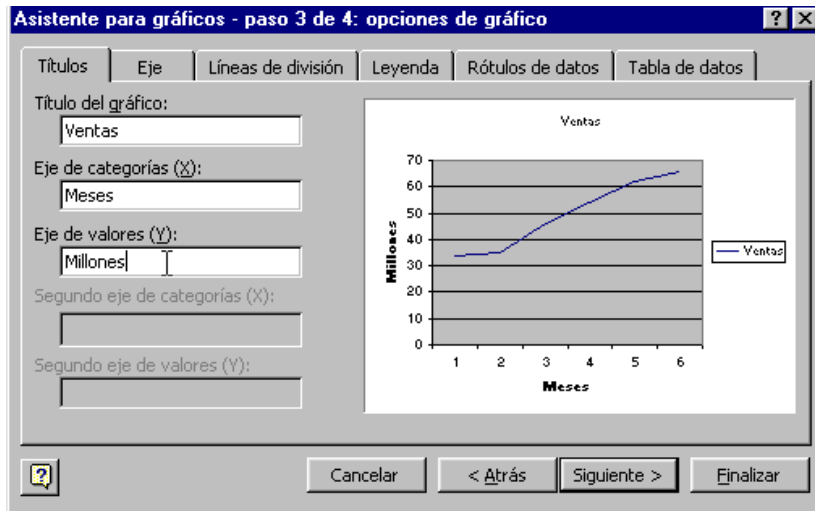 Asistente para gráficos - paso 3 de 4: opciones de gráfico
Títulos Eje Líneas de división Leyenda Rótulos de datos Tabla de datos
Título del gráfico:
Ventas
Eje de categorías (X):
Meses
Eje de valores (Y):
Millones
Segundo eje de categorías (X):
Segundo eje de valores (Y):
Ventas
70
60
50
40
30
20
10
0
Millones
1 2 3 4 5 6
Meses
Ventas
Cancelar < Atrás Siguiente > Finalizar